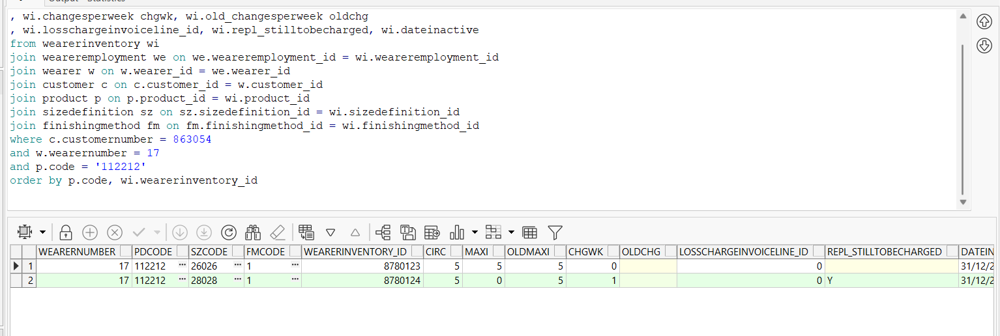 , wi.changesperweek chgwk, wi.old_changesperweek oldchg
, wi.losschargeinvoiceline_id, wi.repl_stilltobecharged, wi.dateinactive
from wearerinventory wi
join weareremployment we on we.weareremployment_id = wi.weareremployment_id
join wearer w on w.wearer_id = we.wearer_id
join customer c on c.customer_id = w.customer_id
join product p on p.product_id = wi.product_id
join sizedefinition sz on sz.sizedefinition_id = wi.sizedefinition_id
join finishingmethod fm on fm.finishingmethod_id = wi.finishingmethod_id
where c.customernumber = 863054
and w.wearernumber = 17
and p.code = '112212'
order by p.code, wi.wearerinventory_id
WEARERNUMBER PDCODE SZCODE FMCODE WEARERINVENTORY_ID CIRC MAXI OLDMAXI CHGWK OLDCHG LOSSCHARGEINVOICELINE_ID REPL_STILLTOBECHARGED DATEIN
1 17 112212 ... 26026 ... 1 ... 8780123 5 5 5 0 0 31/12/2
2 17 112212 ... 28028 ... 1 ... 8780124 5 0 5 1 0 Y 31/12/2